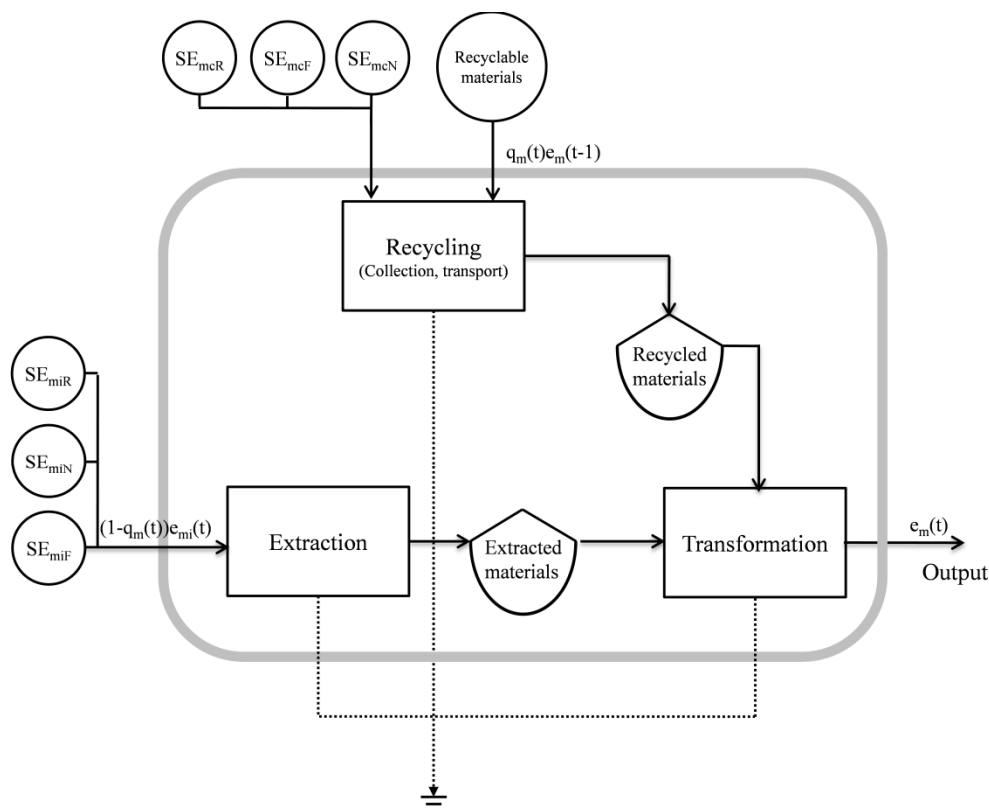 SE_mcR
SE_mcF
SE_mcN
Recyclable
materials
q_m(t)e_m(t-1)
Recycling
(Collection, transport)
SE_miR
Recycled
materials
SE_miN
(1-q_m(t))e_mi(t)
SE_miF
Extraction
Extracted
materials
Transformation
e_m(t)
Output